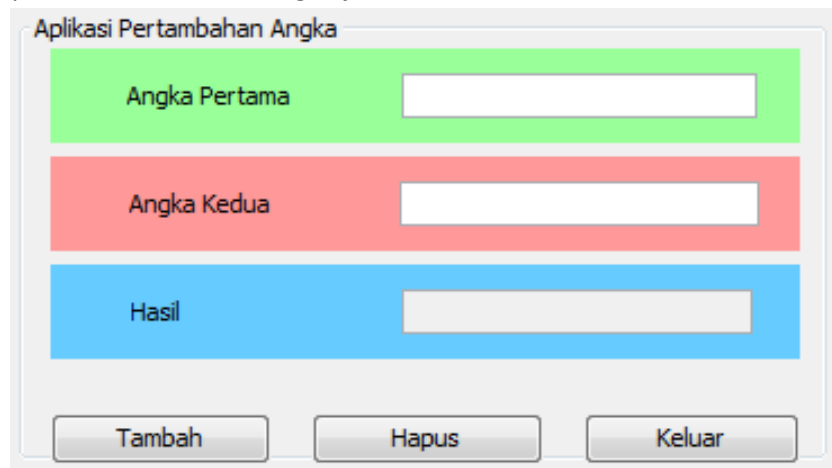 Aplikasi Pertambahan Angka
Angka Pertama
Angka Kedua
Hasil
Tambah Hapus Keluar